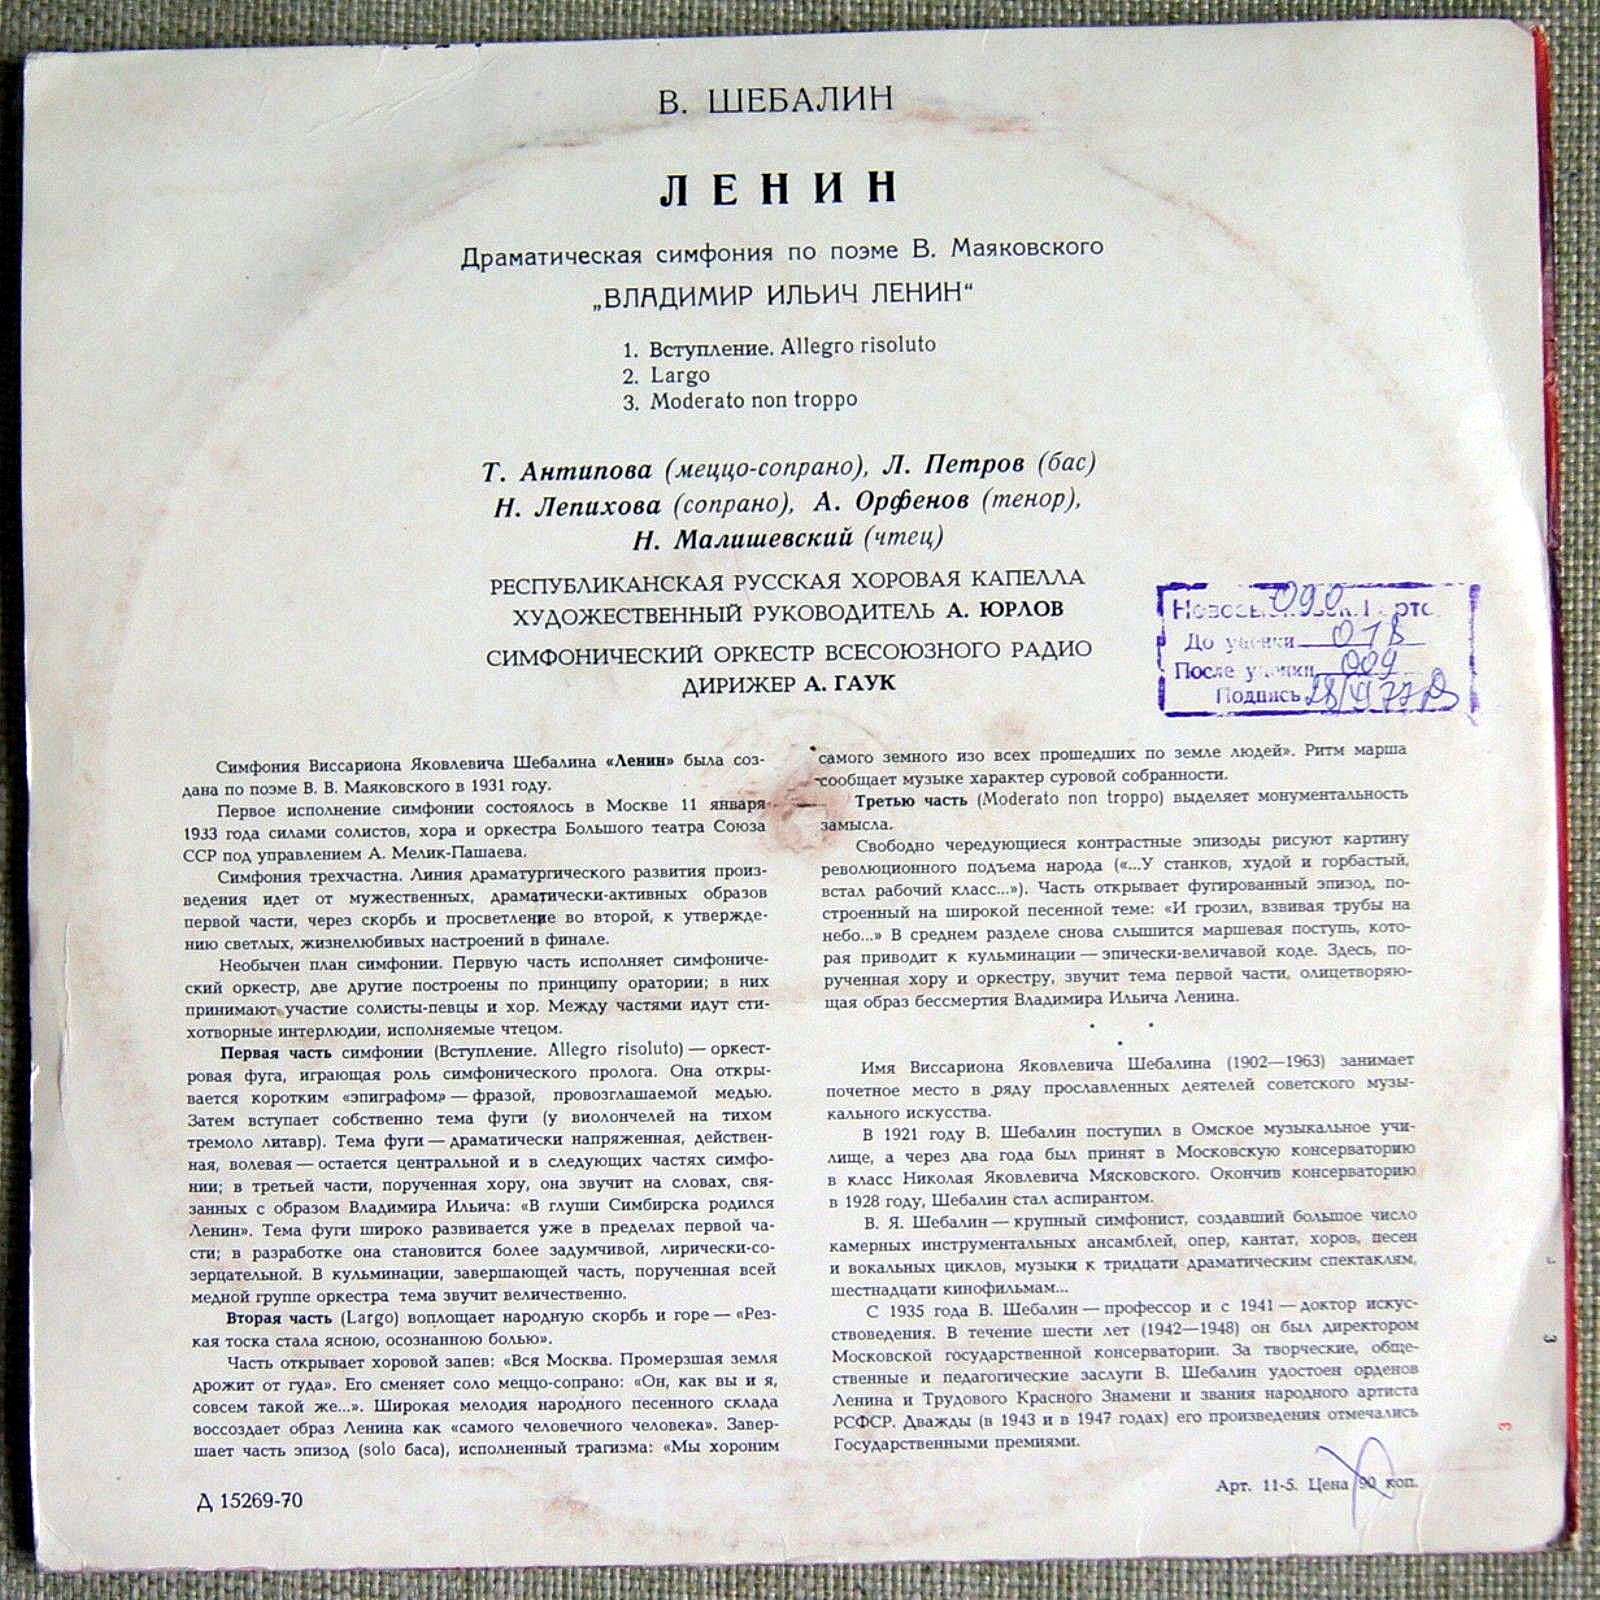 В. ШЕБАЛИН
ЛЕНИН
Драматическая симфония по поэме В. Маяковского
„ВЛАДИМИР ИЛЬИЧ ЛЕНИН“
1. Вступление. Allegro risoluto
2. Largo
3. Moderato non troppo
Т. Антипова (меццо-сопрано), Л. Петров (бас)
Н. Лепихова (сопрано), А. Орфенов (тенор),
Н. Малишевский (чтец)
РЕСПУБЛИКАНСКАЯ РУССКАЯ ХОРОВАЯ КАПЕЛЛА
ХУДОЖЕСТВЕННЫЙ РУКОВОДИТЕЛЬ А. ЮРЛОВ
СИМФОНИЧЕСКИЙ ОРКЕСТР ВСЕСОЮЗНОГО РАДИО
ДИРИЖЕР А. ГАУК
090
До уценки 018
После уценки 009
Подпись
Симфония Виссариона Яковлевича Шебалина «Ленин» была соз-
дана по поэме В. В. Маяковского в 1931 году.
Первое исполнение симфонии состоялось в Москве 11 января
1933 года силами солистов, хора и оркестра Большого театра Союза
ССР под управлением А. Мелик-Пашаева.
Симфония трехчастна. Линия драматургического развития произ-
ведения идет от мужественных, драматически-активных образов
первой части, через скорбь и просветление во второй, к утвержде-
нию светлых, жизнелюбивых настроений в финале.
Необычен план симфонии. Первую часть исполняет симфониче-
ский оркестр, две другие построены по принципу оратории; в них
принимают участие солисты-певцы и хор. Между частями идут сти-
хотворные интерлюдии, исполняемые чтецом.
Первая часть симфонии (Вступление. Allegro risoluto) — оркест-
ровая фуга, играющая роль симфонического пролога. Она откры-
вается коротким «эпиграфом» — фразой, провозглашаемой медью.
Затем вступает собственно тема фуги (у виолончелей на тихом
тремоло литавр). Тема фуги — драматически напряженная, действен-
ная, волевая — остается центральной и в следующих частях симфо-
нии; в третьей части, порученная хору, она звучит на словах, свя-
занных с образом Владимира Ильича: «В глуши Симбирска родился
Ленин». Тема фуги широко развивается уже в пределах первой ча-
сти; в разработке она становится более задумчивой, лирически-со-
зерцательной. В кульминации, завершающей часть, порученная всей
медной группе оркестра тема звучит величественно.
Вторая часть (Largo) воплощает народную скорбь и горе — «Рез-
кая тоска стала ясною, осознанною болью».
Часть открывает хоровой запев: «Вся Москва. Промерзшая земля
дрожит от гуда». Его сменяет соло меццо-сопрано: «Он, как вы и я,
совсем такой же...». Широкая мелодия народного песенного склада
воссоздает образ Ленина как «самого человечного человека». Завер-
шает часть эпизод (solo баса), исполненный трагизма: «Мы хороним
самого земного изо всех прошедших по земле людей». Ритм марша
сообщает музыке характер суровой собранности.
Третью часть (Moderato non troppo) выделяет монументальность
замысла.
Свободно чередующиеся контрастные эпизоды рисуют картину
революционного подъема народа («...У станков, худой и горбастый,
встал рабочий класс...»). Часть открывает фугированный эпизод, по-
строенный на широкой песенной теме: «И грозил, взвивая трубы на
небо...» В среднем разделе снова слышится маршевая поступь, кото-
рая приводит к кульминации — эпически-величавой коде. Здесь, по-
рученная хору и оркестру, звучит тема первой части, олицетворяю-
щая образ бессмертия Владимира Ильича Ленина.
Имя Виссариона Яковлевича Шебалина (1902—1963) занимает
почетное место в ряду прославленных деятелей советского музы-
кального искусства.
В 1921 году В. Шебалин поступил в Омское музыкальное учи-
лище, а через два года был принят в Московскую консерваторию
в класс Николая Яковлевича Мясковского. Окончив консерваторию
в 1928 году, Шебалин стал аспирантом.
В. Я. Шебалин — крупный симфонист, создавший большое число
камерных инструментальных ансамблей, опер, кантат, хоров, песен
и вокальных циклов, музыки к тридцати драматическим спектаклям,
шестнадцати кинофильмам...
С 1935 года В. Шебалин — профессор и с 1941 — доктор искус-
ствоведения. В течение шести лет (1942—1948) он был директором
Московской государственной консерватории. За творческие, обще-
ственные и педагогические заслуги В. Шебалин удостоен орденов
Ленина и Трудового Красного Знамени и звания народного артиста
РСФСР. Дважды (в 1943 и в 1947 годах) его произведения отмечались
Государственными премиями.
Д 15269-70
Арт. 11-5. Цена 90 коп.